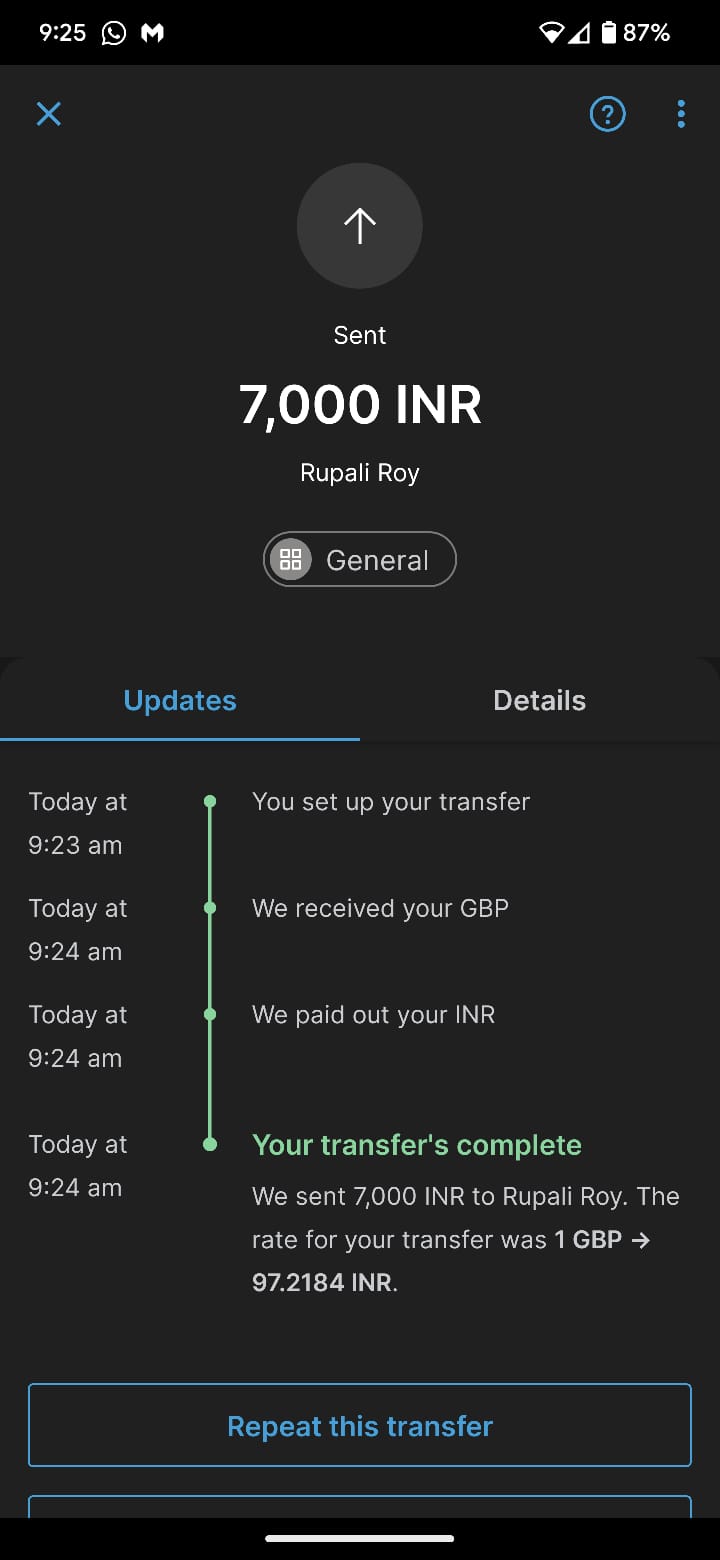 9:25
87%
Sent
7,000 INR
Rupali Roy
General
Updates
Details
Today at
9:23 am
You set up your transfer
Today at
9:24 am
We received your GBP
Today at
9:24 am
We paid out your INR
Today at
9:24 am
Your transfer's complete
We sent 7,000 INR to Rupali Roy. The
rate for your transfer was 1 GBP →
97.2184 INR.
Repeat this transfer